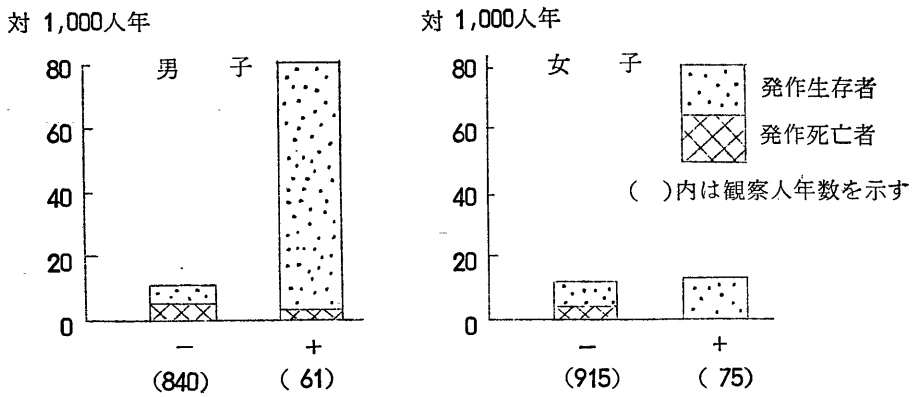 対 1,000人年
男 子
80
60
40
20
0
− +
(840) ( 61)
対 1,000人年
女 子
80
60
40
20
0
− +
(915) ( 75)
発作生存者
発作死亡者
( )内は観察人年数を示す